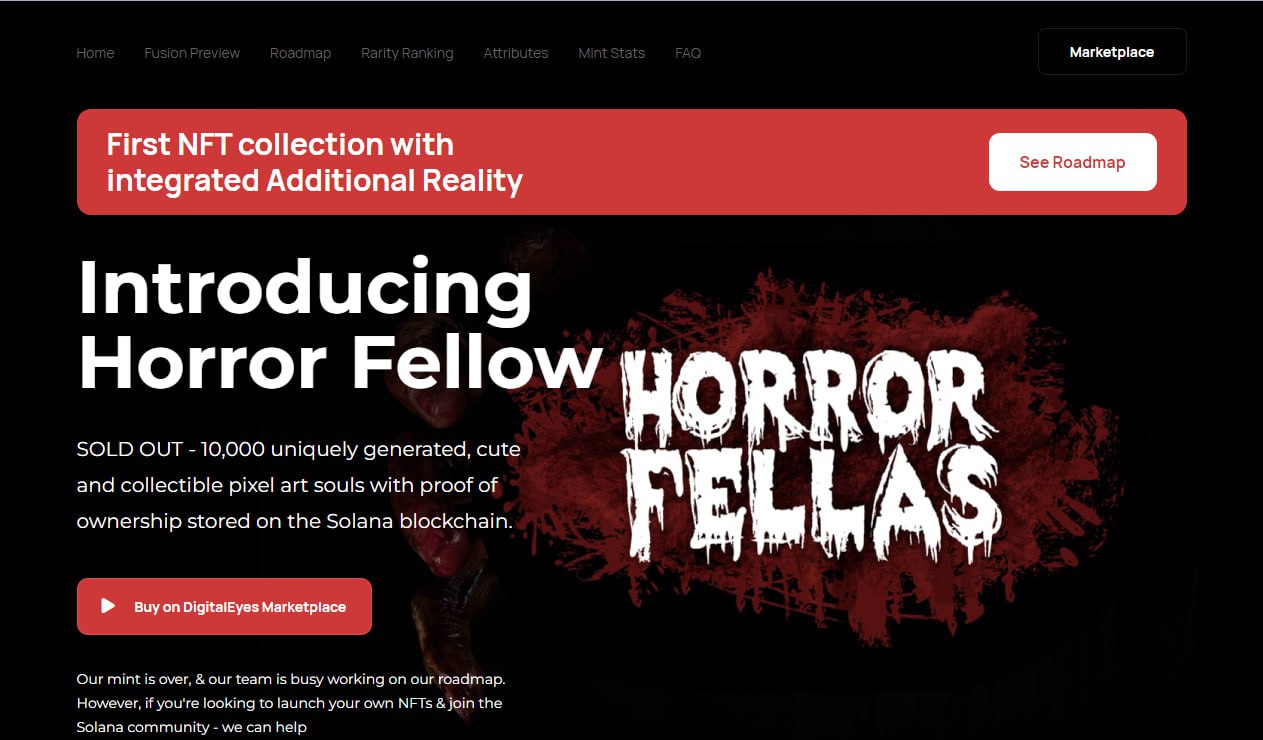 Home Fusion Preview Roadmap Rarity Ranking Attributes Mint Stats FAQ Marketplace
First NFT collection with
integrated Additional Reality
See Roadmap
Introducing
Horror Fellow
SOLD OUT - 10,000 uniquely generated, cute
and collectible pixel art souls with proof of
ownership stored on the Solana blockchain.
Buy on DigitalEyes Marketplace
Our mint is over, & our team is busy working on our roadmap.
However, if you're looking to launch your own NFTs & join the
Solana community - we can help
HORROR
FELLAS